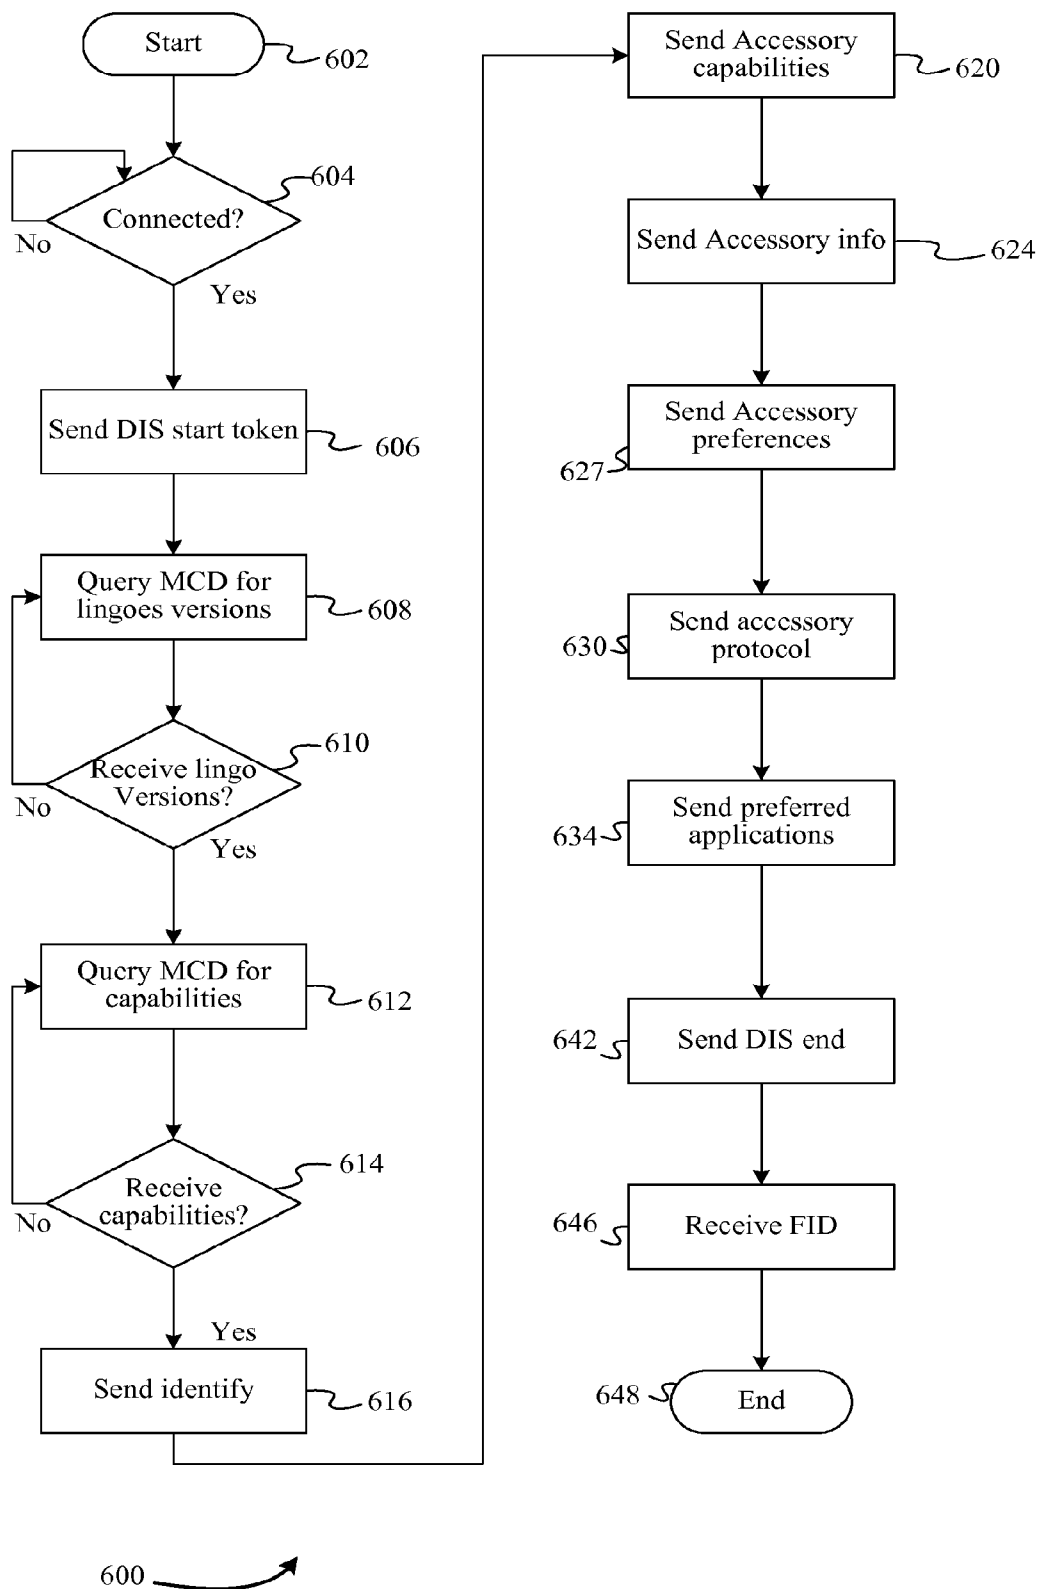 Start
602
604
Connected?
No
Yes
Send DIS start token
606
Query MCD for
lingoes versions
608
610
Receive lingo
Versions?
No
Yes
Query MCD for
capabilities
612
614
Receive
capabilities?
No
Yes
Send identify
616
Send Accessory
capabilities
620
Send Accessory info
624
Send Accessory
preferences
627
Send accessory
protocol
630
Send preferred
applications
634
Send DIS end
642
Receive FID
646
End
648
600